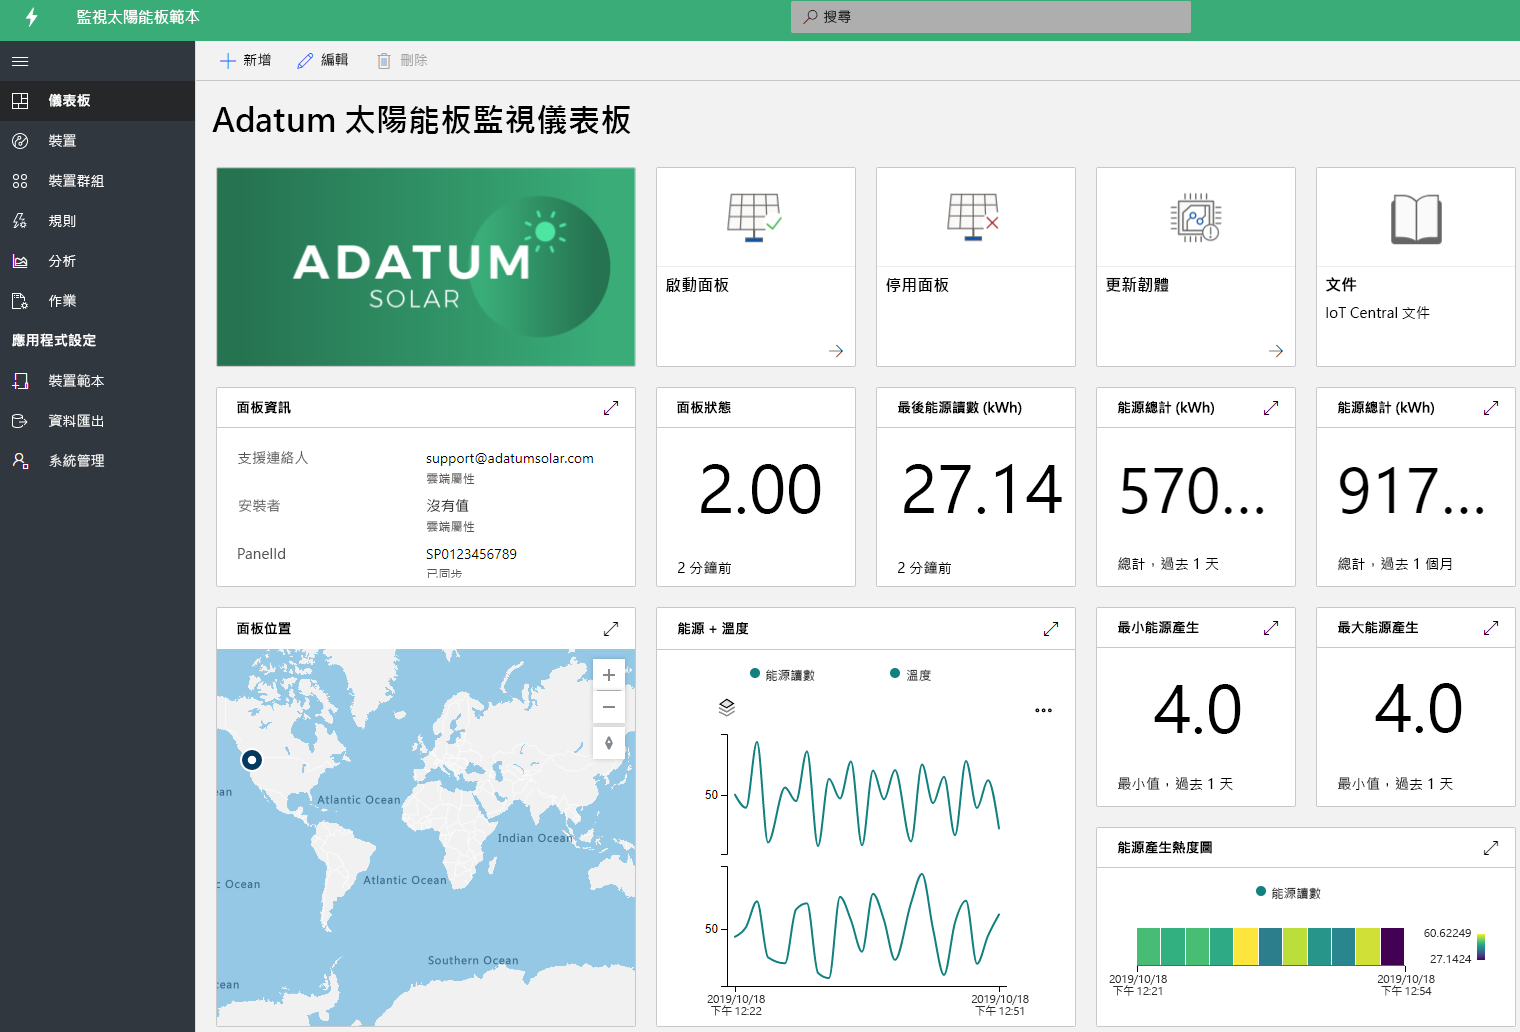 監視太陽能板範本
搜尋
新增
編輯
刪除
儀表板
裝置
裝置群組
規則
分析
作業
應用程式設定
裝置範本
資料匯出
系統管理
Adatum 太陽能板監視儀表板
ADATUM
SOLAR
啟動面板
停用面板
更新韌體
文件
IoT Central 文件
面板資訊
支援連絡人
support@adatumsolar.com
雲端屬性
安裝者
沒有值
雲端屬性
PanelId
SP0123456789
已同步
面板狀態
2.00
2 分鐘前
最後能源讀數 (kWh)
27.14
2 分鐘前
能源總計 (kWh)
570...
總計，過去 1 天
能源總計 (kWh)
917...
總計，過去 1 個月
面板位置
ean
Atlantic Ocean
Indian Ocean
c Ocean
Atlantic Ocean
Southern Ocean
cean
能源 + 溫度
能源讀數
溫度
50
50
2019/10/18
下午 12:22
2019/10/18
下午 12:51
最小能源產生
4.0
最小值，過去 1 天
最大能源產生
4.0
最小值，過去 1 天
能源產生熱度圖
能源讀數
60.62249
27.1424
2019/10/18
下午 12:21
2019/10/18
下午 12:54